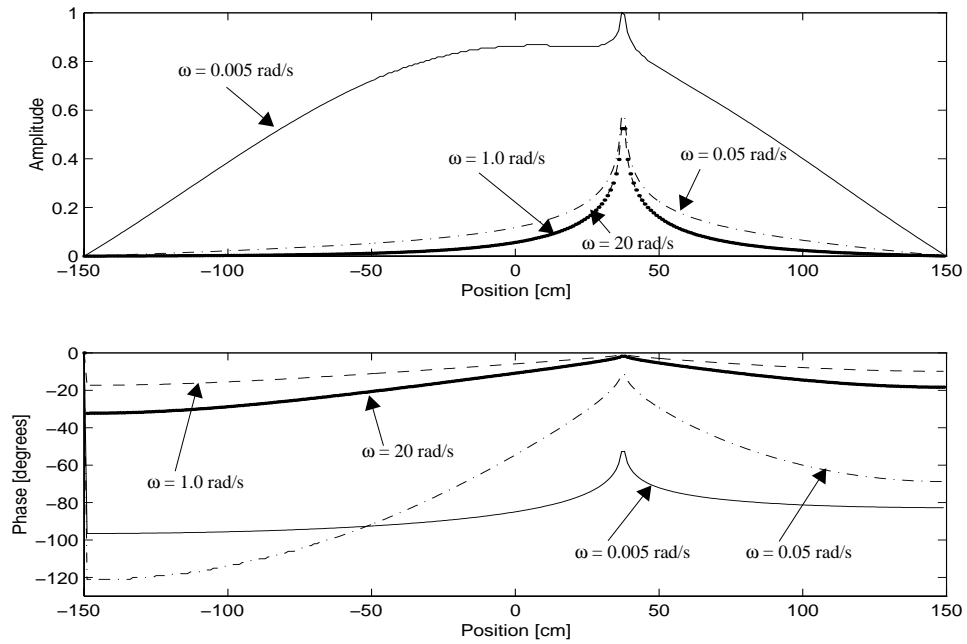 1
0.8
0.6
0.4
0.2
0
Amplitude
ω = 0.005 rad/s
ω = 1.0 rad/s
ω = 0.05 rad/s
ω = 20 rad/s
−150 −100 −50 0 50 100 150
Position [cm]
0
−20
−40
−60
−80
−100
−120
Phase [degrees]
ω = 20 rad/s
ω = 1.0 rad/s
ω = 0.005 rad/s
ω = 0.05 rad/s
−150 −100 −50 0 50 100 150
Position [cm]